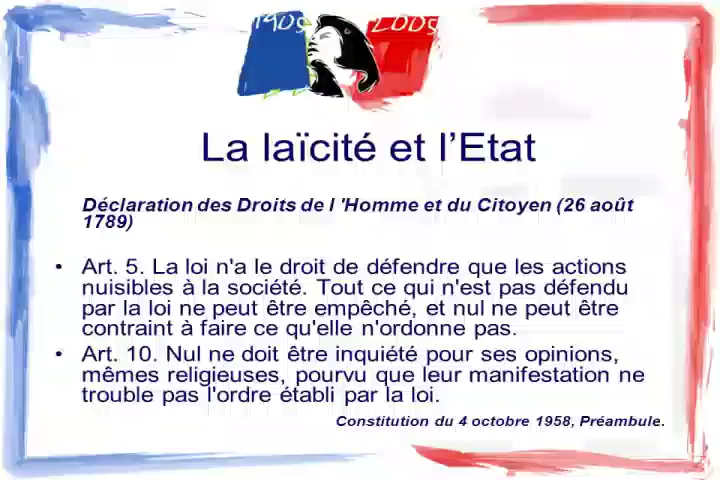 1905 2005
La laïcité et l’Etat
Déclaration des Droits de l 'Homme et du Citoyen (26 août
1789)
• Art. 5. La loi n'a le droit de défendre que les actions
nuisibles à la société. Tout ce qui n'est pas défendu
par la loi ne peut être empêché, et nul ne peut être
contraint à faire ce qu'elle n'ordonne pas.
• Art. 10. Nul ne doit être inquiété pour ses opinions,
mêmes religieuses, pourvu que leur manifestation ne
trouble pas l'ordre établi par la loi.
Constitution du 4 octobre 1958, Préambule.